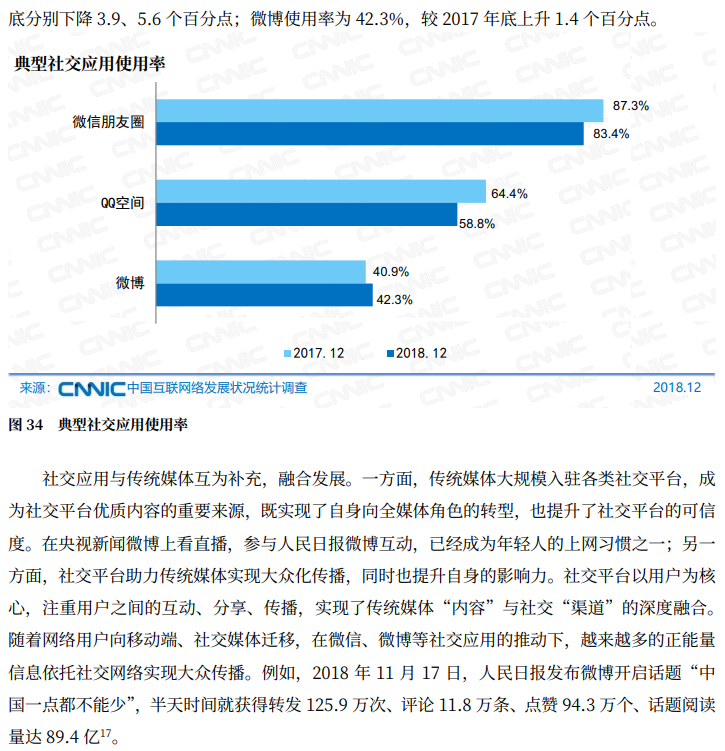 底分别下降 3.9、5.6 个百分点；微博使用率为 42.3%，较 2017 年底上升 1.4 个百分点。
典型社交应用使用率
微信朋友圈
87.3%
83.4%
QQ空间
64.4%
58.8%
微博
40.9%
42.3%
2017. 12 2018. 12
来源： CNNIC 中国互联网络发展状况统计调查 2018.12
图 34 典型社交应用使用率
社交应用与传统媒体互为补充，融合发展。一方面，传统媒体大规模入驻各类社交平台，成
为社交平台优质内容的重要来源，既实现了自身向全媒体角色的转型，也提升了社交平台的可信
度。在央视新闻微博上看直播，参与人民日报微博互动，已经成为年轻人的上网习惯之一；另一
方面，社交平台助力传统媒体实现大众化传播，同时也提升自身的影响力。社交平台以用户为核
心，注重用户之间的互动、分享、传播，实现了传统媒体“内容”与社交“渠道”的深度融合。
随着网络用户向移动端、社交媒体迁移，在微信、微博等社交应用的推动下，越来越多的正能量
信息依托社交网络实现大众传播。例如，2018 年 11 月 17 日，人民日报发布微博开启话题“中
国一点都不能少”，半天时间就获得转发 125.9 万次、评论 11.8 万条、点赞 94.3 万个、话题阅读
量达 89.4 亿17。